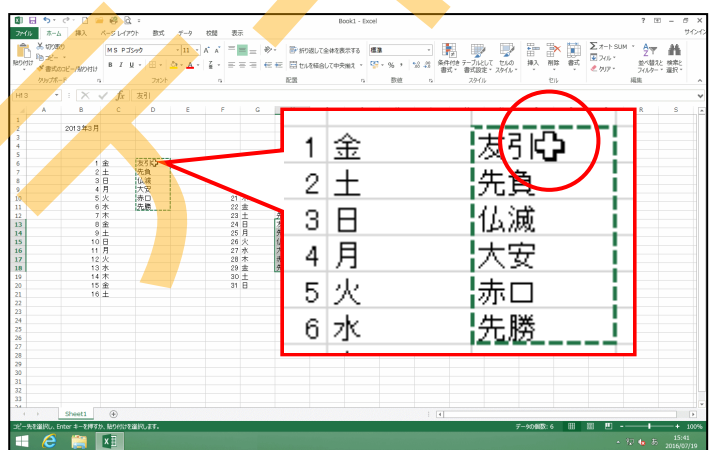 Book1 - Excel
ファイル ホーム 挿入 ページレイアウト 数式 データ 校閲 表示
サインイン
切り取り
コピー
貼り付け 書式のコピー/貼り付け
クリップボード
ＭＳ Ｐゴシック 11
フォント
折り返して全体を表示する
セルを結合して中央揃え
配置
標準
数値
条件付き書式 テーブルとして書式設定 セルのスタイル
スタイル
挿入 削除 書式
セル
オート SUM
フィル
クリア
並べ替えとフィルター 検索と選択
編集
H13 友引
A B C D E F G R S
2013年3月
1 金 友引
2 土 先負
3 日 仏滅
4 月 大安
5 火 赤口
6 水 先勝
7 木
8 金
9 土
10 日
11 月
12 火
13 水
14 木
15 金
16 土
22 金
23 土
24 日
25 月
26 火
27 水
28 木
29 金
30 土
31 日
1 金 友引
2 土 先負
3 日 仏滅
4 月 大安
5 火 赤口
6 水 先勝
Sheet1
コピー先を選択し、Enter キーを押すか、貼り付けを選択します。
データの個数: 6
100%
15:41
2016/07/19